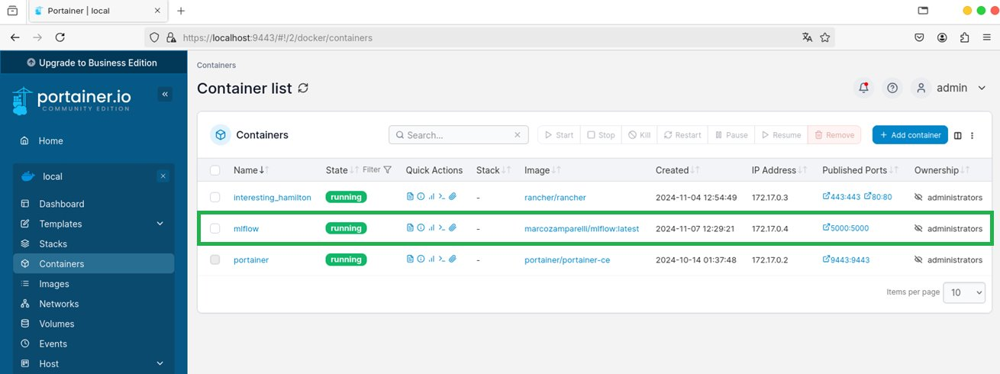 Portainer | local
https://localhost:9443/#!/2/docker/containers
Upgrade to Business Edition
portainer.io
COMMUNITY EDITION
Home
local
Dashboard
Templates
Stacks
Containers
Images
Networks
Volumes
Events
Host
Containers
Container list
admin
Containers
Search...
Start
Stop
Kill
Restart
Pause
Resume
Remove
+ Add container
Name State Filter Quick Actions Stack Image Created IP Address Published Ports Ownership
interesting_hamilton running - rancher/rancher 2024-11-04 12:54:49 172.17.0.3 443:443 80:80 administrators
mlflow running - marcozamparelli/mlflow:latest 2024-11-07 12:29:21 172.17.0.4 5000:5000 administrators
portainer running - portainer/portainer-ce 2024-10-14 01:37:48 172.17.0.2 9443:9443 administrators
Items per page 10